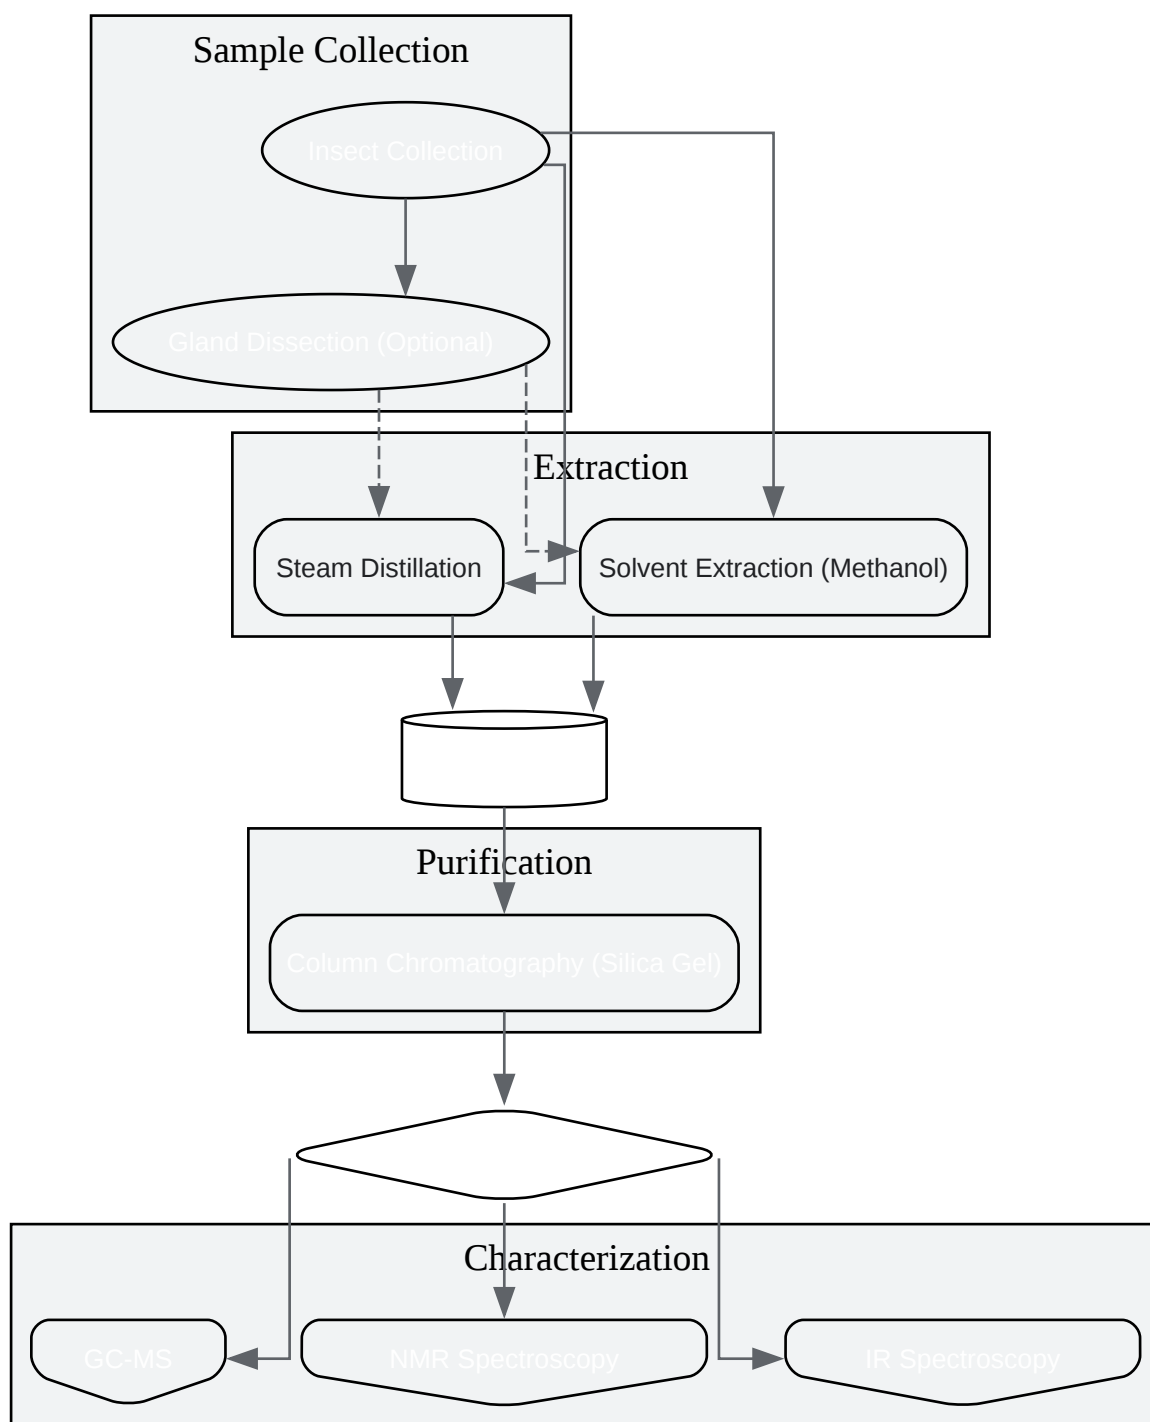 Sample Collection
Insect Collection
Gland Dissection (Optional)
Extraction
Steam Distillation
Solvent Extraction (Methanol)
Purification
Column Chromatography (Silica Gel)
Characterization
GC-MS
NMR Spectroscopy
IR Spectroscopy